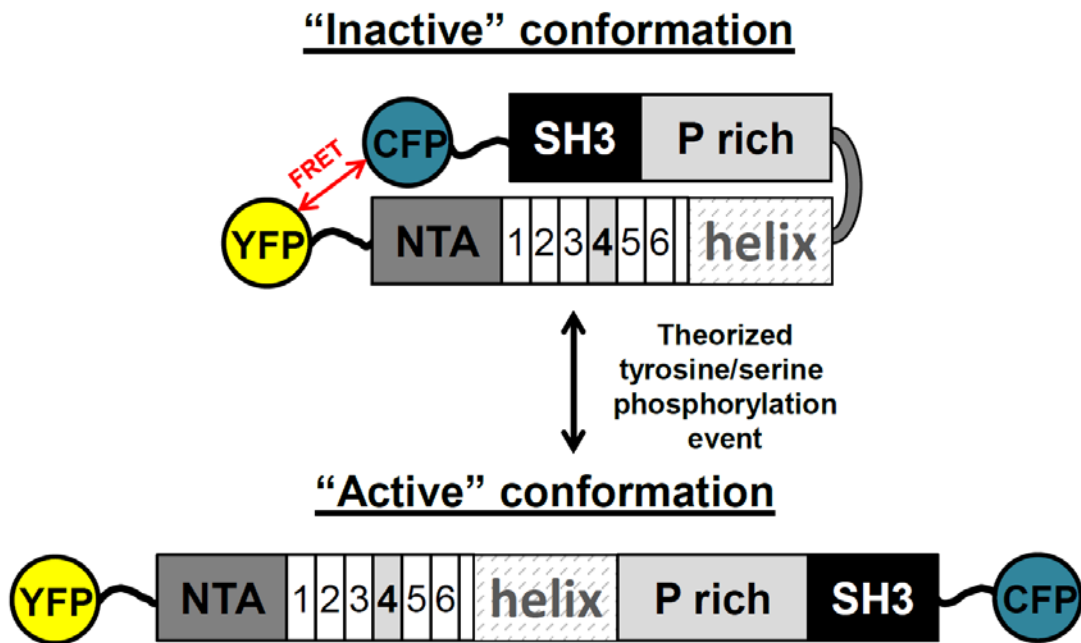 “Inactive” conformation
CFP SH3 P rich
FRET
YFP NTA 1 2 3 4 5 6 helix
Theorized
tyrosine/serine
phosphorylation
event
“Active” conformation
YFP NTA 1 2 3 4 5 6 helix P rich SH3 CFP